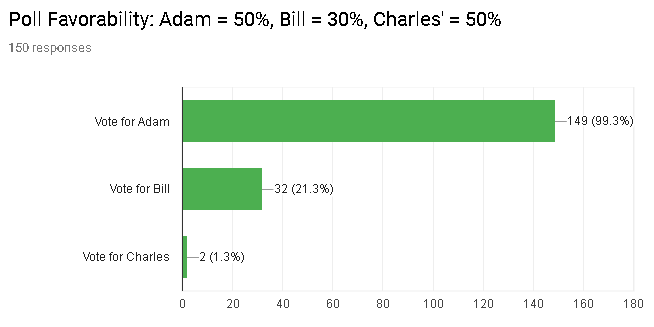 Poll Favorability: Adam = 50%, Bill = 30%, Charles' = 50%
150 responses
Vote for Adam
149 (99.3%)
Vote for Bill
32 (21.3%)
Vote for Charles
2 (1.3%)
0 20 40 60 80 100 120 140 160 180